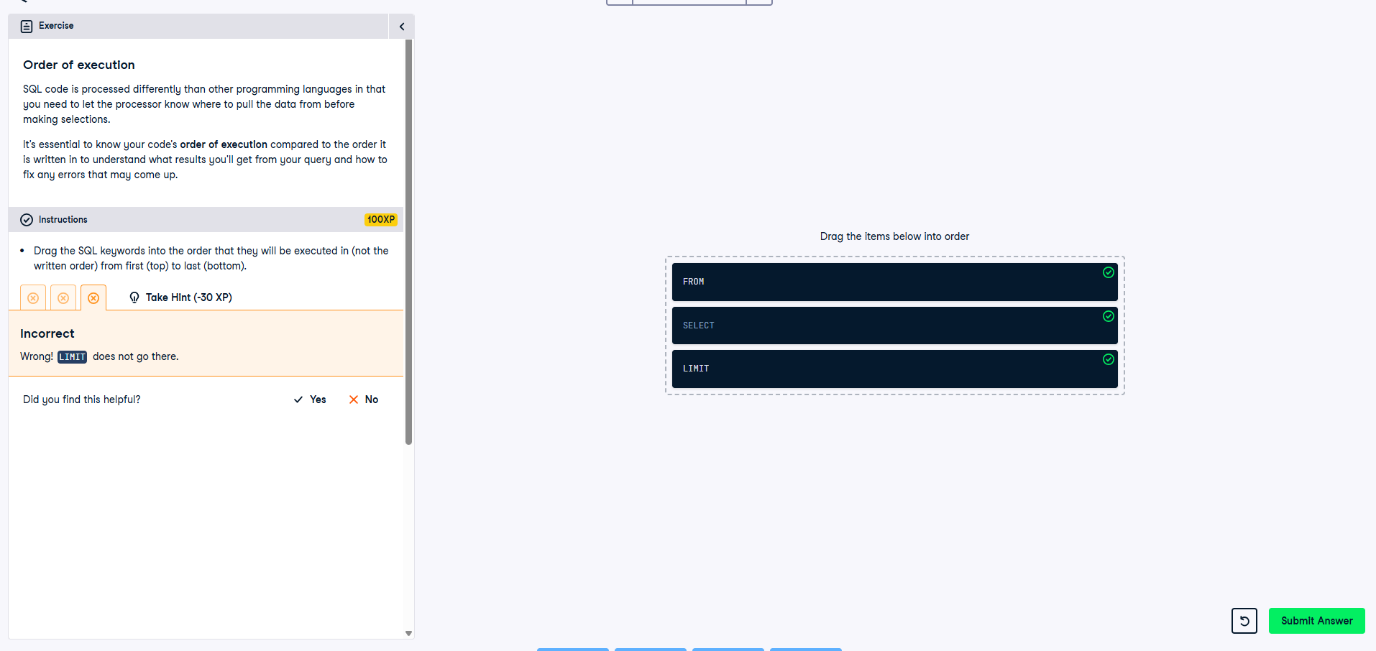 Exercise
Order of execution
SQL code is processed differently than other programming languages in that
you need to let the processor know where to pull the data from before
making selections.
It's essential to know your code's order of execution compared to the order it
is written in to understand what results you'll get from your query and how to
fix any errors that may come up.
Instructions
100XP
Drag the SQL keywords into the order that they will be executed in (not the
written order) from first (top) to last (bottom).
Take Hint (-30 XP)
Incorrect
Wrong! LIMIT does not go there.
Did you find this helpful?
Yes
No
Drag the items below into order
FROM
SELECT
LIMIT
Submit Answer